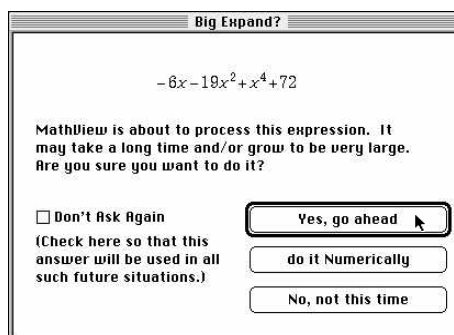 Big Expand?
−6x−19x²+x⁴+72
MathView is about to process this expression. It
may take a long time and/or grow to be very large.
Are you sure you want to do it?
Don't Ask Again
(Check here so that this
answer will be used in all
such future situations.)
Yes, go ahead
do it Numerically
No, not this time